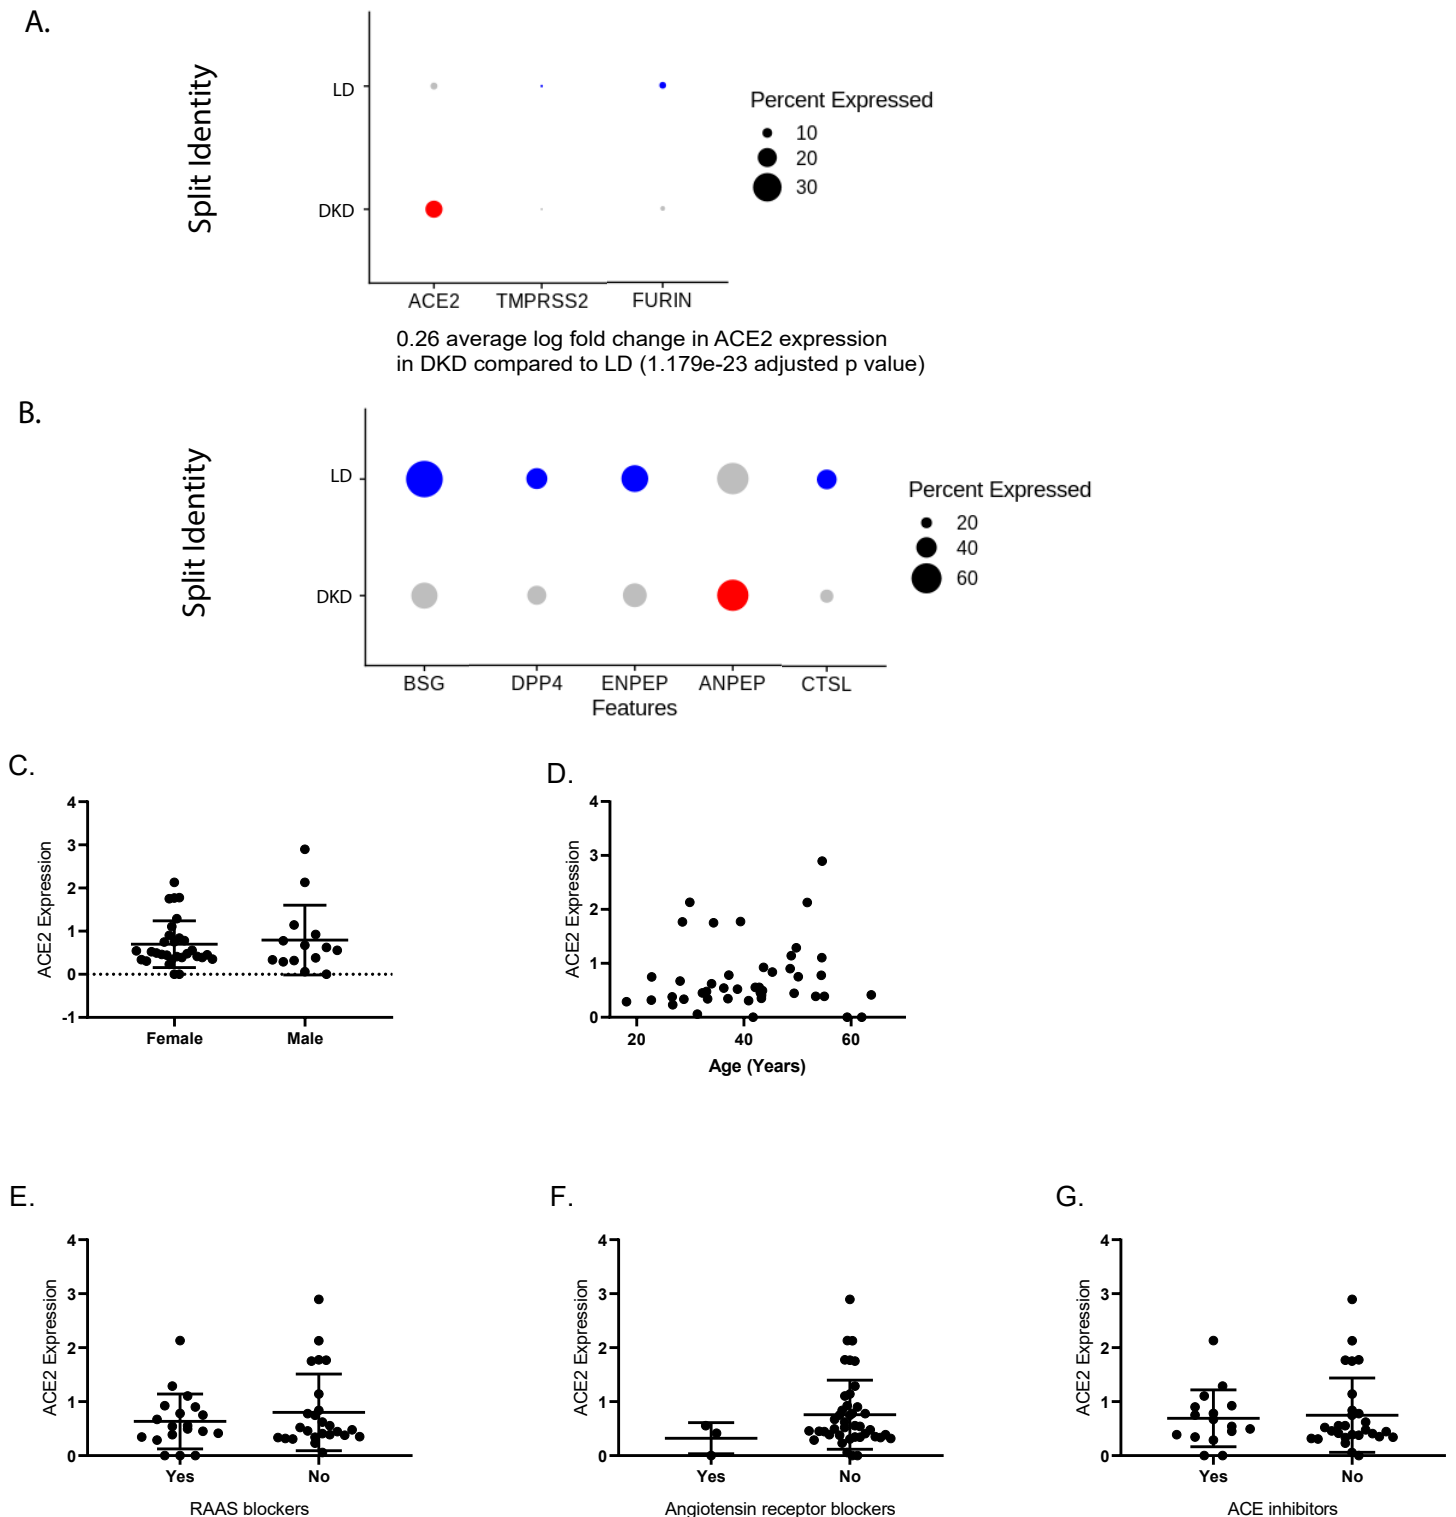 A.
Split Identity
LD
DKD
ACE2 TMPRSS2 FURIN
Percent Expressed
10
20
30
0.26 average log fold change in ACE2 expression
in DKD compared to LD (1.179e-23 adjusted p value)
B.
Split Identity
LD
DKD
BSG DPP4 ENPEP ANPEP CTSL
Features
Percent Expressed
20
40
60
C.
ACE2 Expression
4
3
2
1
0
-1
Female Male
D.
ACE2 Expression
4
3
2
1
0
20 40 60
Age (Years)
E.
ACE2 Expression
4
3
2
1
0
Yes No
RAAS blockers
F.
ACE2 Expression
4
3
2
1
0
Yes No
Angiotensin receptor blockers
G.
ACE2 Expression
4
3
2
1
0
Yes No
ACE inhibitors